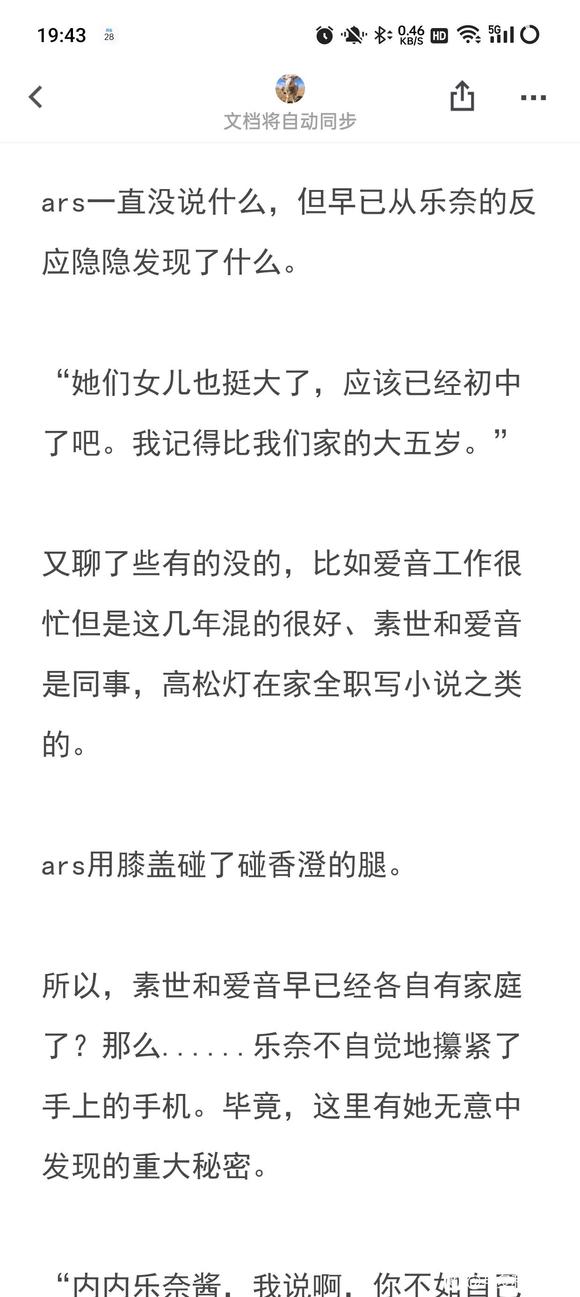 19:43
28
0.46
KB/S
HD
5G
文档将自动同步
ars一直没说什么，但早已从乐奈的反
应隐隐发现了什么。
“她们女儿也挺大了，应该已经初中
了吧。我记得比我们家的大五岁。”
又聊了些有的没的，比如爱音工作很
忙但是这几年混的很好、素世和爱音
是同事，高松灯在家全职写小说之类
的。
ars用膝盖碰了碰香澄的腿。
所以，素世和爱音早已经各自有家庭
了？那么......乐奈不自觉地攥紧了
手上的手机。毕竟，这里有她无意中
发现的重大秘密。
“内内乐奈酱，我说啊，你不如自己